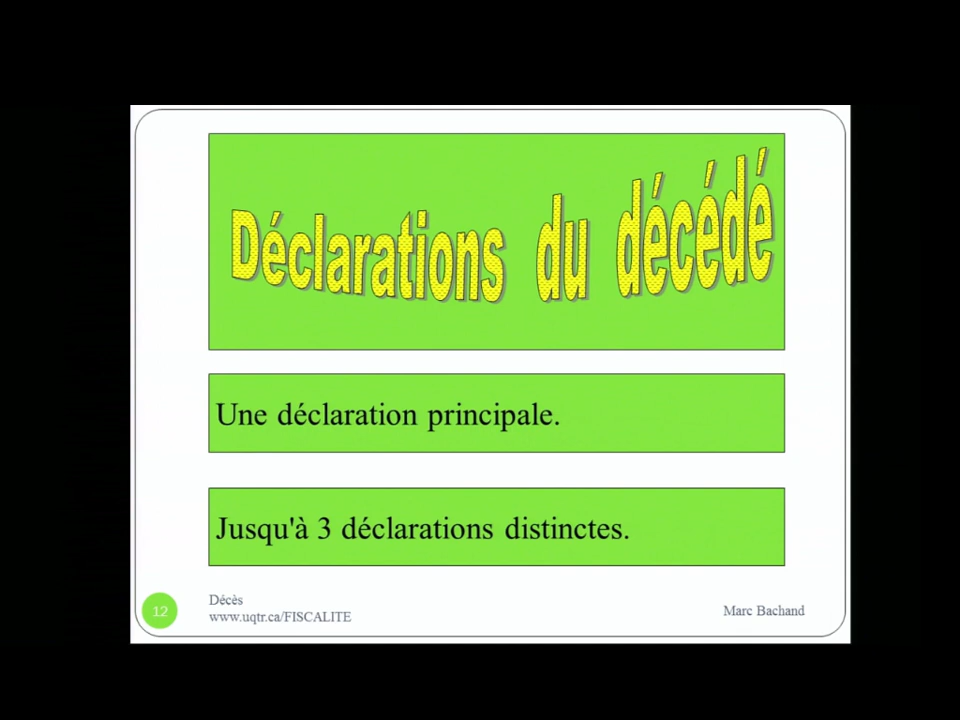 Déclarations du décédé
Une déclaration principale.
Jusqu'à 3 déclarations distinctes.
12
Décès
www.uqtr.ca/FISCALITE
Marc Bachand